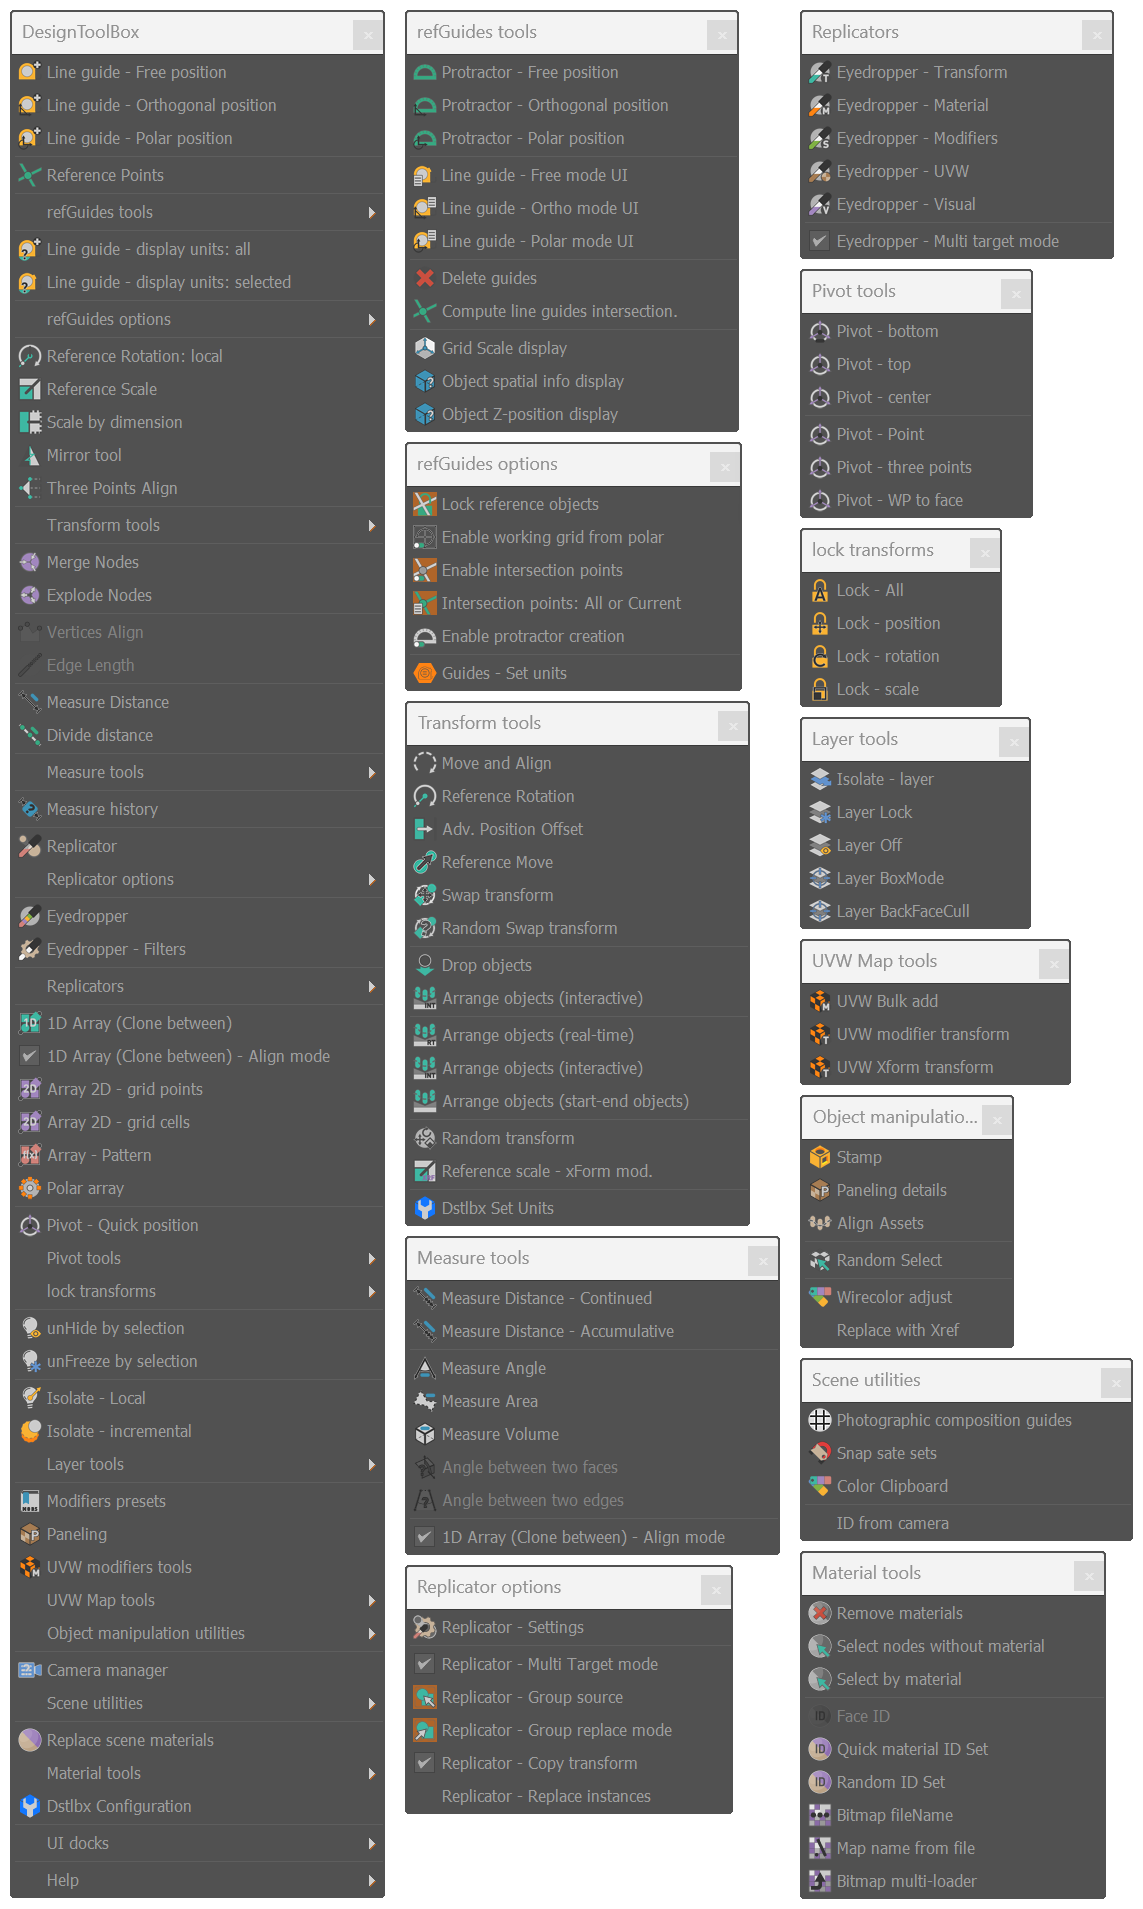 DesignToolBox
Line guide - Free position
Line guide - Orthogonal position
Line guide - Polar position
Reference Points
refGuides tools
Line guide - display units: all
Line guide - display units: selected
refGuides options
Reference Rotation: local
Reference Scale
Scale by dimension
Mirror tool
Three Points Align
Transform tools
Merge Nodes
Explode Nodes
Vertices Align
Edge Length
Measure Distance
Divide distance
Measure tools
Measure history
Replicator
Replicator options
Eyedropper
Eyedropper - Filters
Replicators
1D Array (Clone between)
1D Array (Clone between) - Align mode
Array 2D - grid points
Array 2D - grid cells
Array - Pattern
Polar array
Pivot - Quick position
Pivot tools
lock transforms
unHide by selection
unFreeze by selection
Isolate - Local
Isolate - incremental
Layer tools
Modifiers presets
Paneling
UVW modifiers tools
UVW Map tools
Object manipulation utilities
Camera manager
Scene utilities
Replace scene materials
Material tools
Dstlbx Configuration
UI docks
Help
refGuides tools
Protractor - Free position
Protractor - Orthogonal position
Protractor - Polar position
Line guide - Free mode UI
Line guide - Ortho mode UI
Line guide - Polar mode UI
Delete guides
Compute line guides intersection.
Grid Scale display
Object spatial info display
Object Z-position display
refGuides options
Lock reference objects
Enable working grid from polar
Enable intersection points
Intersection points: All or Current
Enable protractor creation
Guides - Set units
Transform tools
Move and Align
Reference Rotation
Adv. Position Offset
Reference Move
Swap transform
Random Swap transform
Drop objects
Arrange objects (interactive)
Arrange objects (real-time)
Arrange objects (interactive)
Arrange objects (start-end objects)
Random transform
Reference scale - xForm mod.
Dstlbx Set Units
Measure tools
Measure Distance - Continued
Measure Distance - Accumulative
Measure Angle
Measure Area
Measure Volume
Angle between two faces
Angle between two edges
1D Array (Clone between) - Align mode
Replicator options
Replicator - Settings
Replicator - Multi Target mode
Replicator - Group source
Replicator - Group replace mode
Replicator - Copy transform
Replicator - Replace instances
Replicators
Eyedropper - Transform
Eyedropper - Material
Eyedropper - Modifiers
Eyedropper - UVW
Eyedropper - Visual
Eyedropper - Multi target mode
Pivot tools
Pivot - bottom
Pivot - top
Pivot - center
Pivot - Point
Pivot - three points
Pivot - WP to face
lock transforms
Lock - All
Lock - position
Lock - rotation
Lock - scale
Layer tools
Isolate - layer
Layer Lock
Layer Off
Layer BoxMode
Layer BackFaceCull
UVW Map tools
UVW Bulk add
UVW modifier transform
UVW Xform transform
Object manipulatio...
Stamp
Paneling details
Align Assets
Random Select
Wirecolor adjust
Replace with Xref
Scene utilities
Photographic composition guides
Snap sate sets
Color Clipboard
ID from camera
Material tools
Remove materials
Select nodes without material
Select by material
Face ID
Quick material ID Set
Random ID Set
Bitmap fileName
Map name from file
Bitmap multi-loader